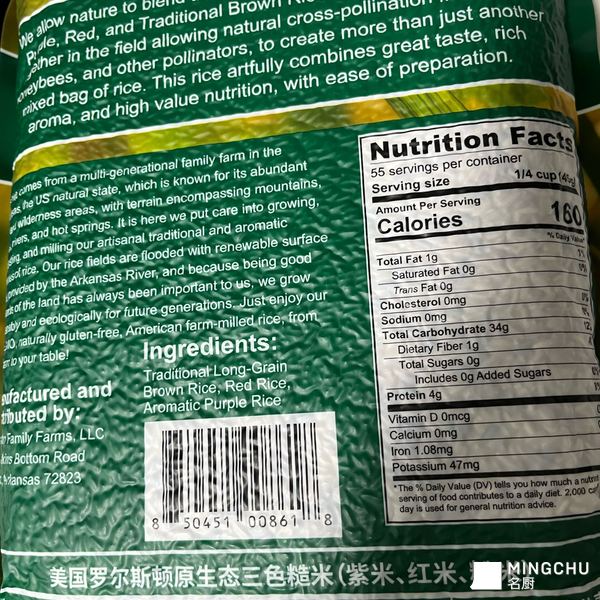 We allow nature to blend
Red, and Traditional Brown
in the field allowing natural cross-pollination
and other pollinators, to create more than just another
mixed bag of rice. This rice artfully combines great taste, rich
aroma, and high value nutrition, with ease of preparation.
comes from a multi-generational family farm in the
the US natural state, which is known for its abundant
wilderness areas, with terrain encompassing mountains,
and hot springs. It is here we put care into growing,
and milling our artisanal traditional and aromatic
rice. Our rice fields are flooded with renewable surface
provided by the Arkansas River, and because being good
of the land has always been important to us, we grow
and ecologically for future generations. Just enjoy our
naturally gluten-free, American farm-milled rice, from
to your table!
Ingredients:
Traditional Long-Grain
Brown Rice, Red Rice,
Aromatic Purple Rice
and
by:
Family Farms, LLC
Bottom Road
Arkansas 72823
8 50451 00861 8
Nutrition Facts
55 servings per container
Serving size 1/4 cup
Amount Per Serving
Calories 160
% Daily Value*
Total Fat 1g
Saturated Fat 0g
Trans Fat 0g
Cholesterol 0mg
Sodium 0mg
Total Carbohydrate 34g
Dietary Fiber 1g
Total Sugars 0g
Includes 0g Added Sugars
Protein 4g
Vitamin D 0mcg
Calcium 0mg
Iron 1.08mg
Potassium 47mg
*The % Daily Value (DV) tells you how much a
serving of food contributes to a daily diet. 2,000
day is used for general nutrition advice.
美国罗尔斯顿原生态三色糙米(紫米、红米、
MINGCHU
名厨